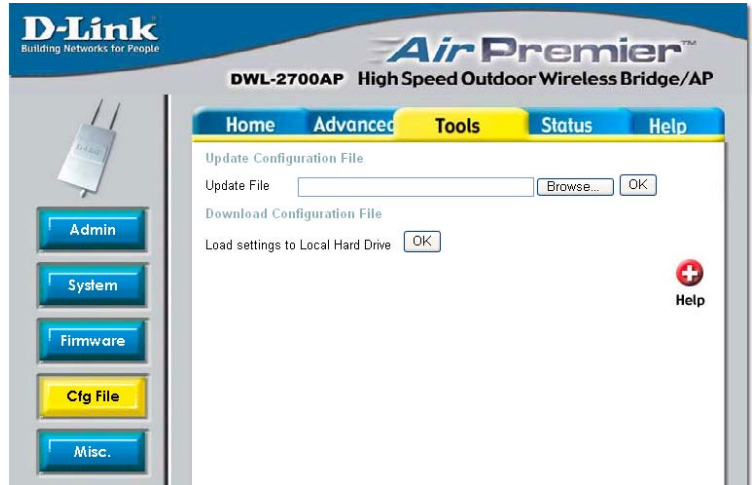 D-Link
Building Networks for People
Air Premier™
DWL-2700AP High Speed Outdoor Wireless Bridge/AP
Home Advanced Tools Status Help
D-Link
Admin
System
Firmware
Cfg File
Misc.
Update Configuration File
Update File Browse... OK
Download Configuration File
Load settings to Local Hard Drive OK
Help